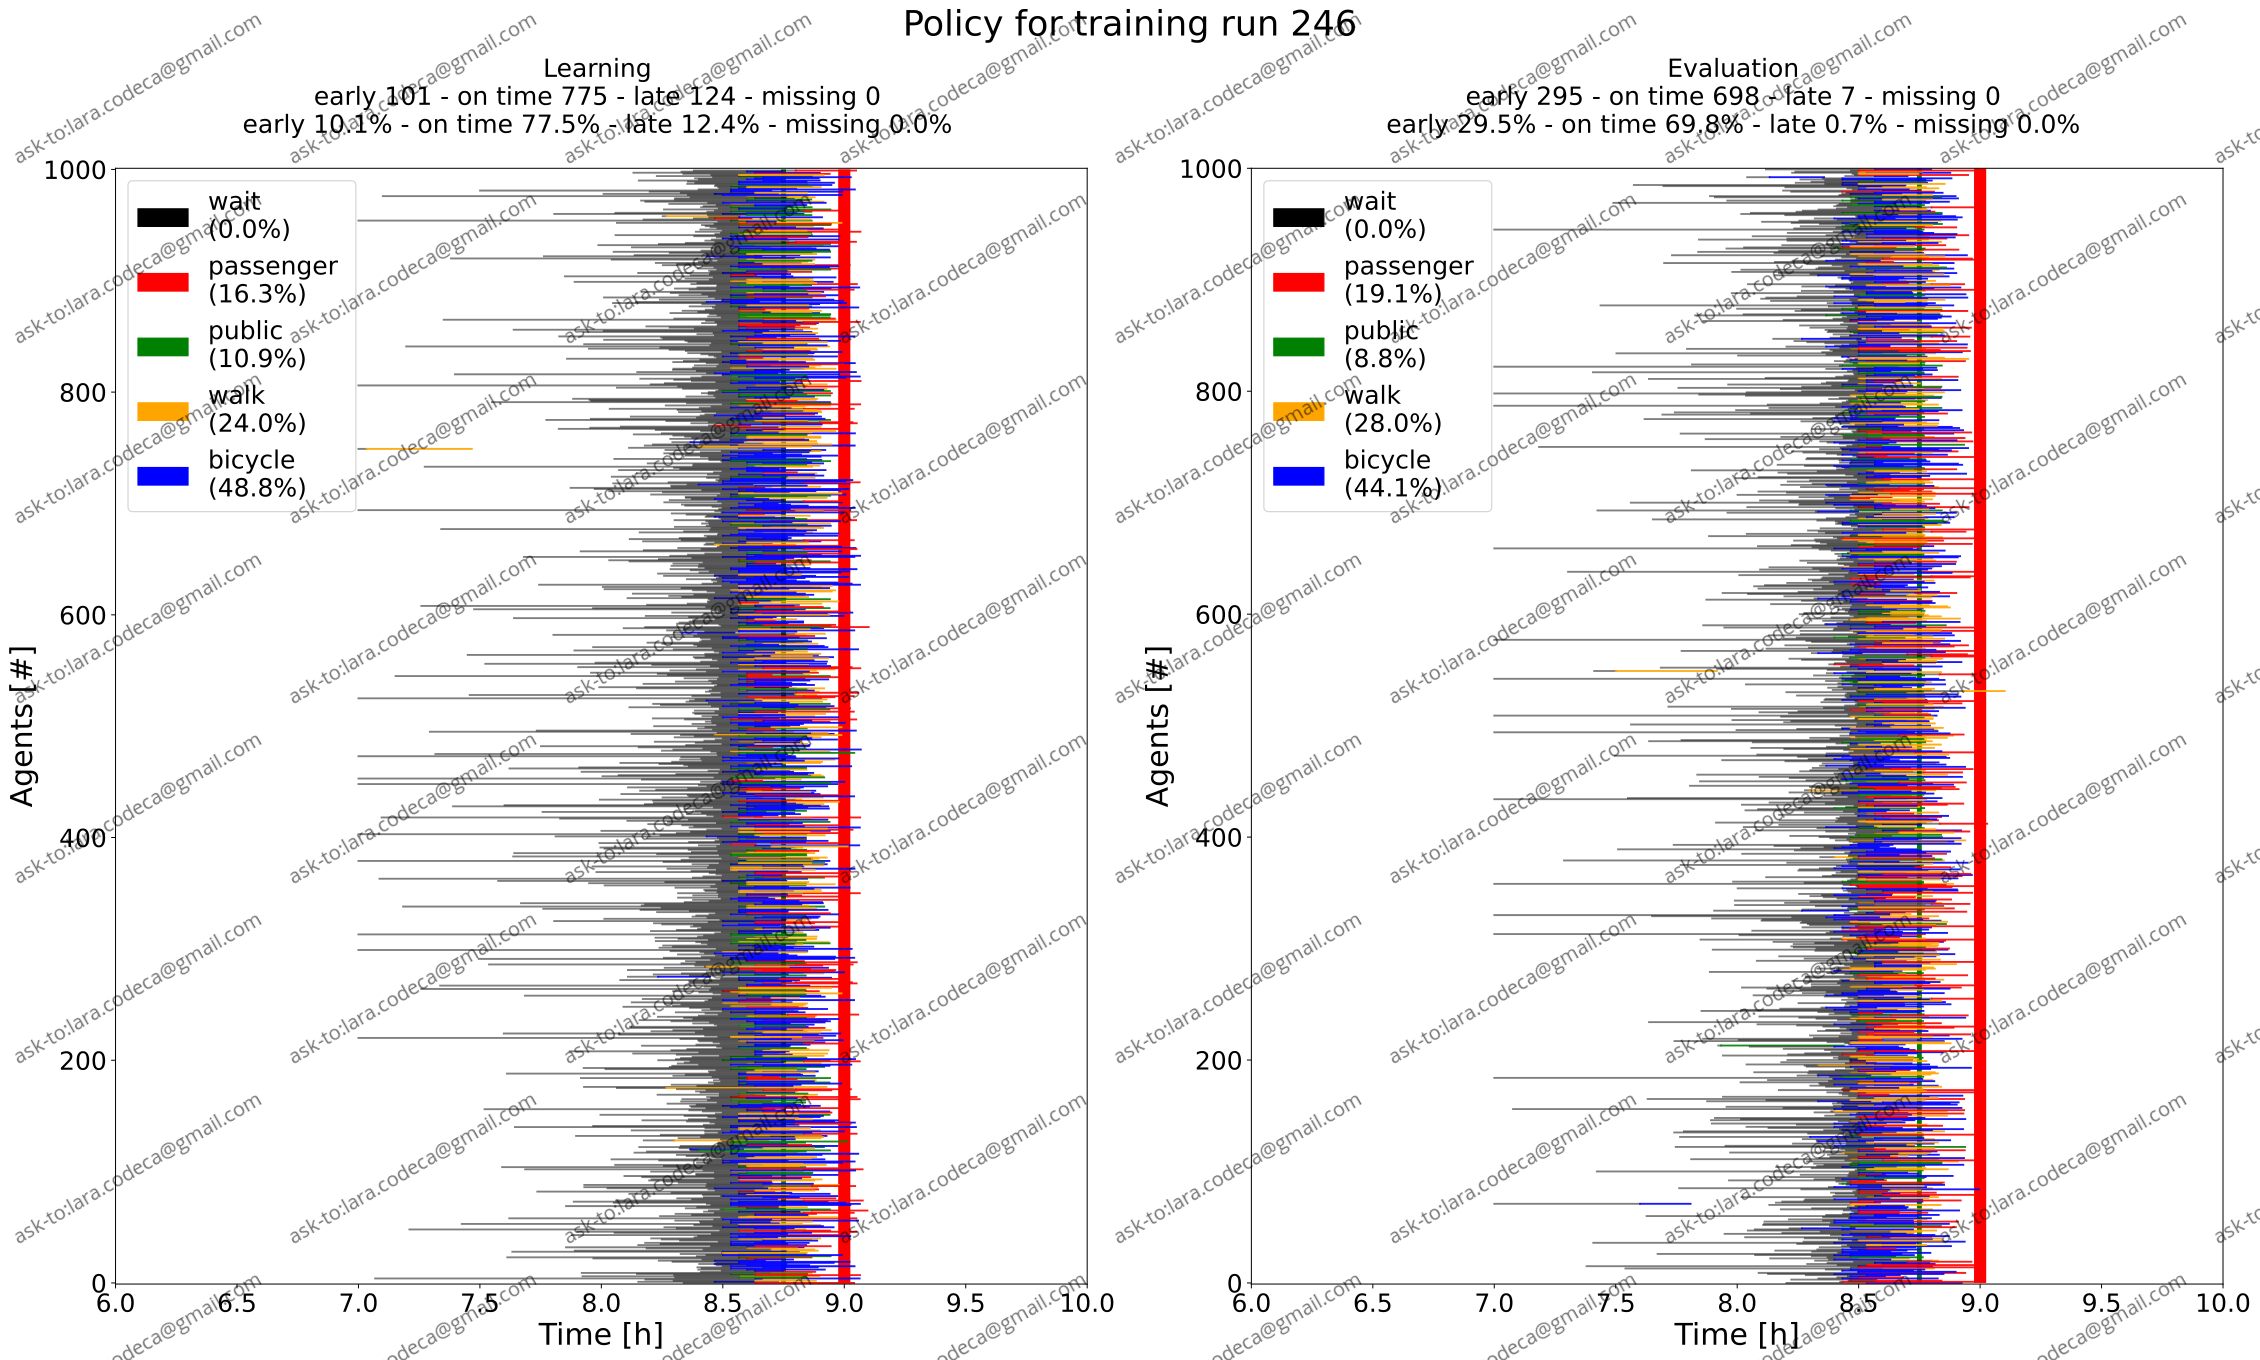 Policy for training run 246
Learning
early 101 - on time 775 - late 124 - missing 0
early 10.1% - on time 77.5% - late 12.4% - missing 0.0%
1000
800
600
400
200
0
Agents [#]
wait
(0.0%)
passenger
(16.3%)
public
(10.9%)
walk
(24.0%)
bicycle
(48.8%)
6.0 6.5 7.0 7.5 8.0 8.5 9.0 9.5 10.0
Time [h]
Evaluation
early 295 - on time 698 - late 7 - missing 0
early 29.5% - on time 69.8% - late 0.7% - missing 0.0%
1000
800
600
400
200
0
Agents [#]
wait
(0.0%)
passenger
(19.1%)
public
(8.8%)
walk
(28.0%)
bicycle
(44.1%)
6.0 6.5 7.0 7.5 8.0 8.5 9.0 9.5 10.0
Time [h]
ask-to:lara.codeca@gmail.com